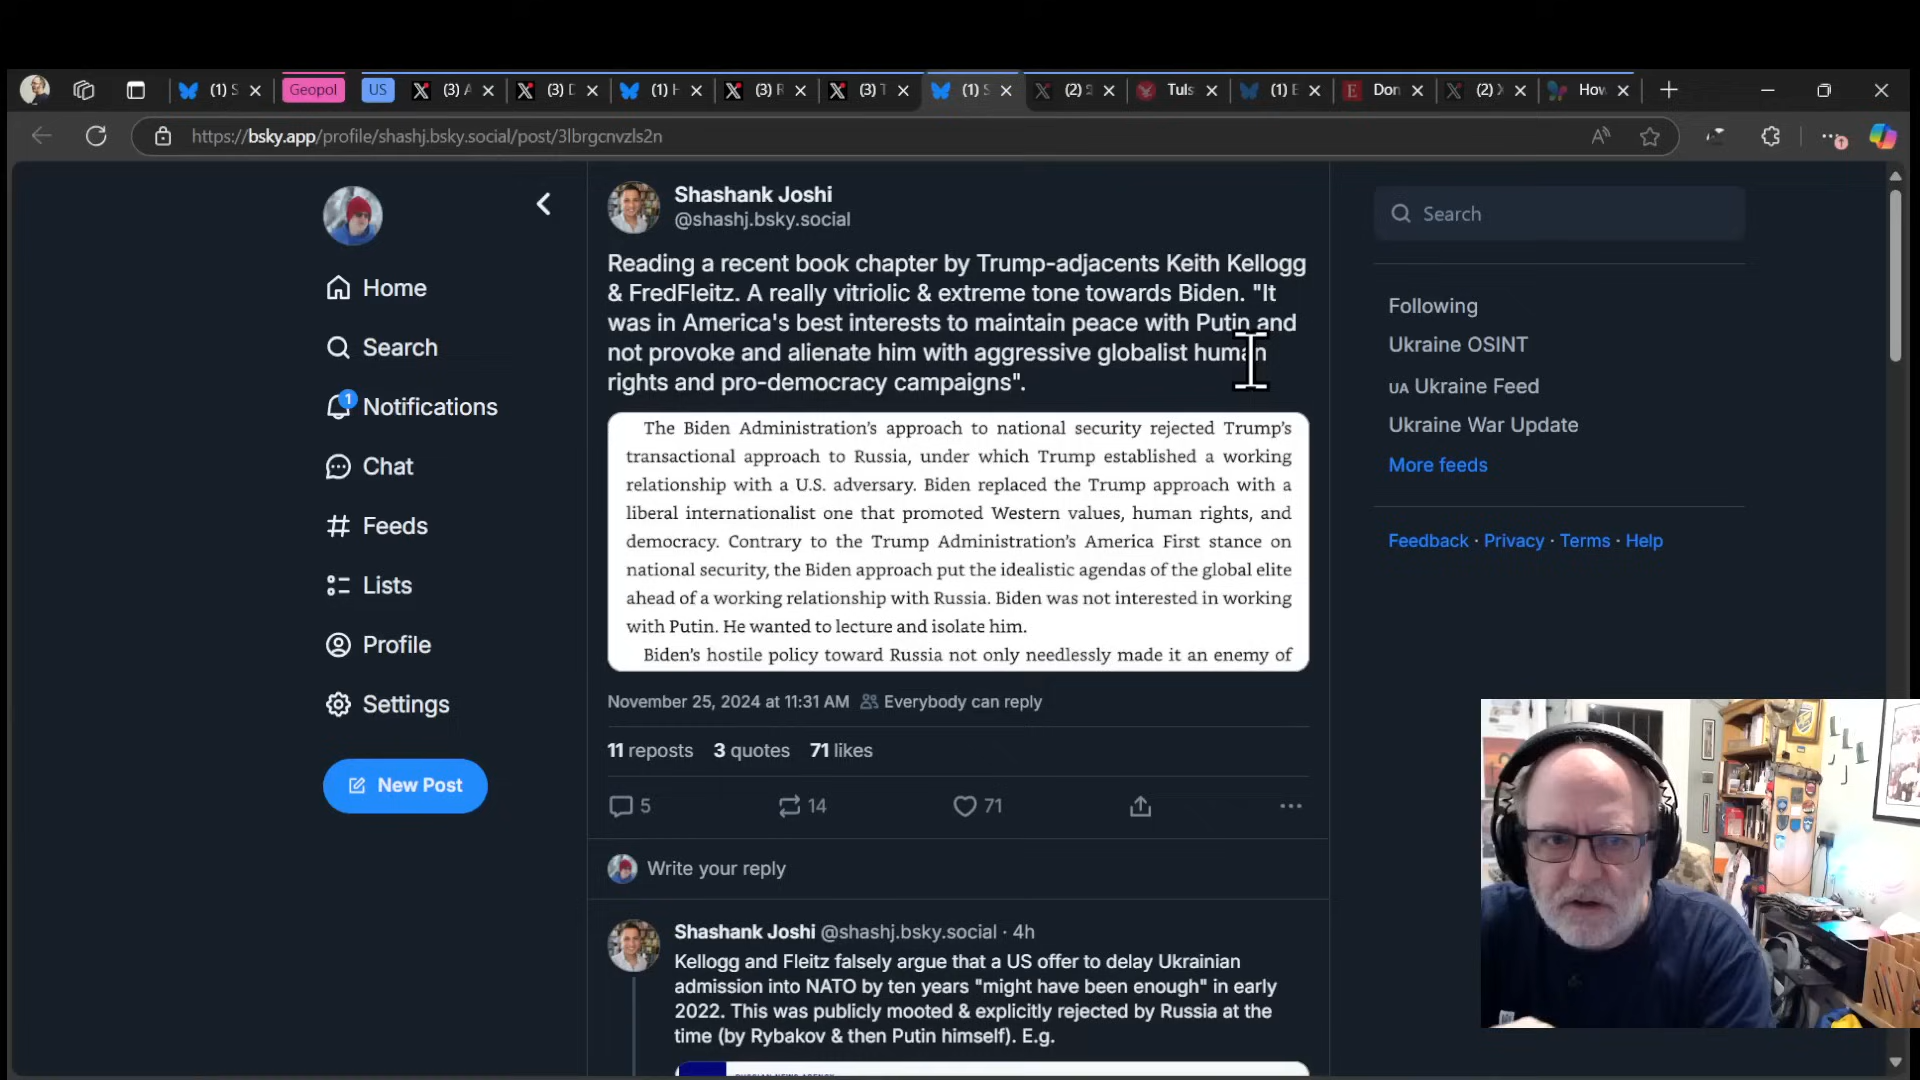 (1) S
Geopol
US
(3) A
(3) D
(1) H
(3) R
(3) T
(1) S
(2) S
Tuls
(1) E
Don
(2) X
How
https://bsky.app/profile/shashj.bsky.social/post/3lbrgcnvzls2n
Home
Search
Notifications
1
Chat
Feeds
Lists
Profile
Settings
New Post
Shashank Joshi
@shashj.bsky.social
Reading a recent book chapter by Trump-adjacents Keith Kellogg
& FredFleitz. A really vitriolic & extreme tone towards Biden. "It
was in America's best interests to maintain peace with Putin and
not provoke and alienate him with aggressive globalist human
rights and pro-democracy campaigns".
The Biden Administration's approach to national security rejected Trump's
transactional approach to Russia, under which Trump established a working
relationship with a U.S. adversary. Biden replaced the Trump approach with a
liberal internationalist one that promoted Western values, human rights, and
democracy. Contrary to the Trump Administration's America First stance on
national security, the Biden approach put the idealistic agendas of the global elite
ahead of a working relationship with Russia. Biden was not interested in working
with Putin. He wanted to lecture and isolate him.
Biden's hostile policy toward Russia not only needlessly made it an enemy of
November 25, 2024 at 11:31 AM Everybody can reply
11 reposts 3 quotes 71 likes
5 14 71
Write your reply
Shashank Joshi @shashj.bsky.social · 4h
Kellogg and Fleitz falsely argue that a US offer to delay Ukrainian
admission into NATO by ten years "might have been enough" in early
2022. This was publicly mooted & explicitly rejected by Russia at the
time (by Rybakov & then Putin himself). E.g.
Search
Following
Ukraine OSINT
UA Ukraine Feed
Ukraine War Update
More feeds
Feedback · Privacy · Terms · Help